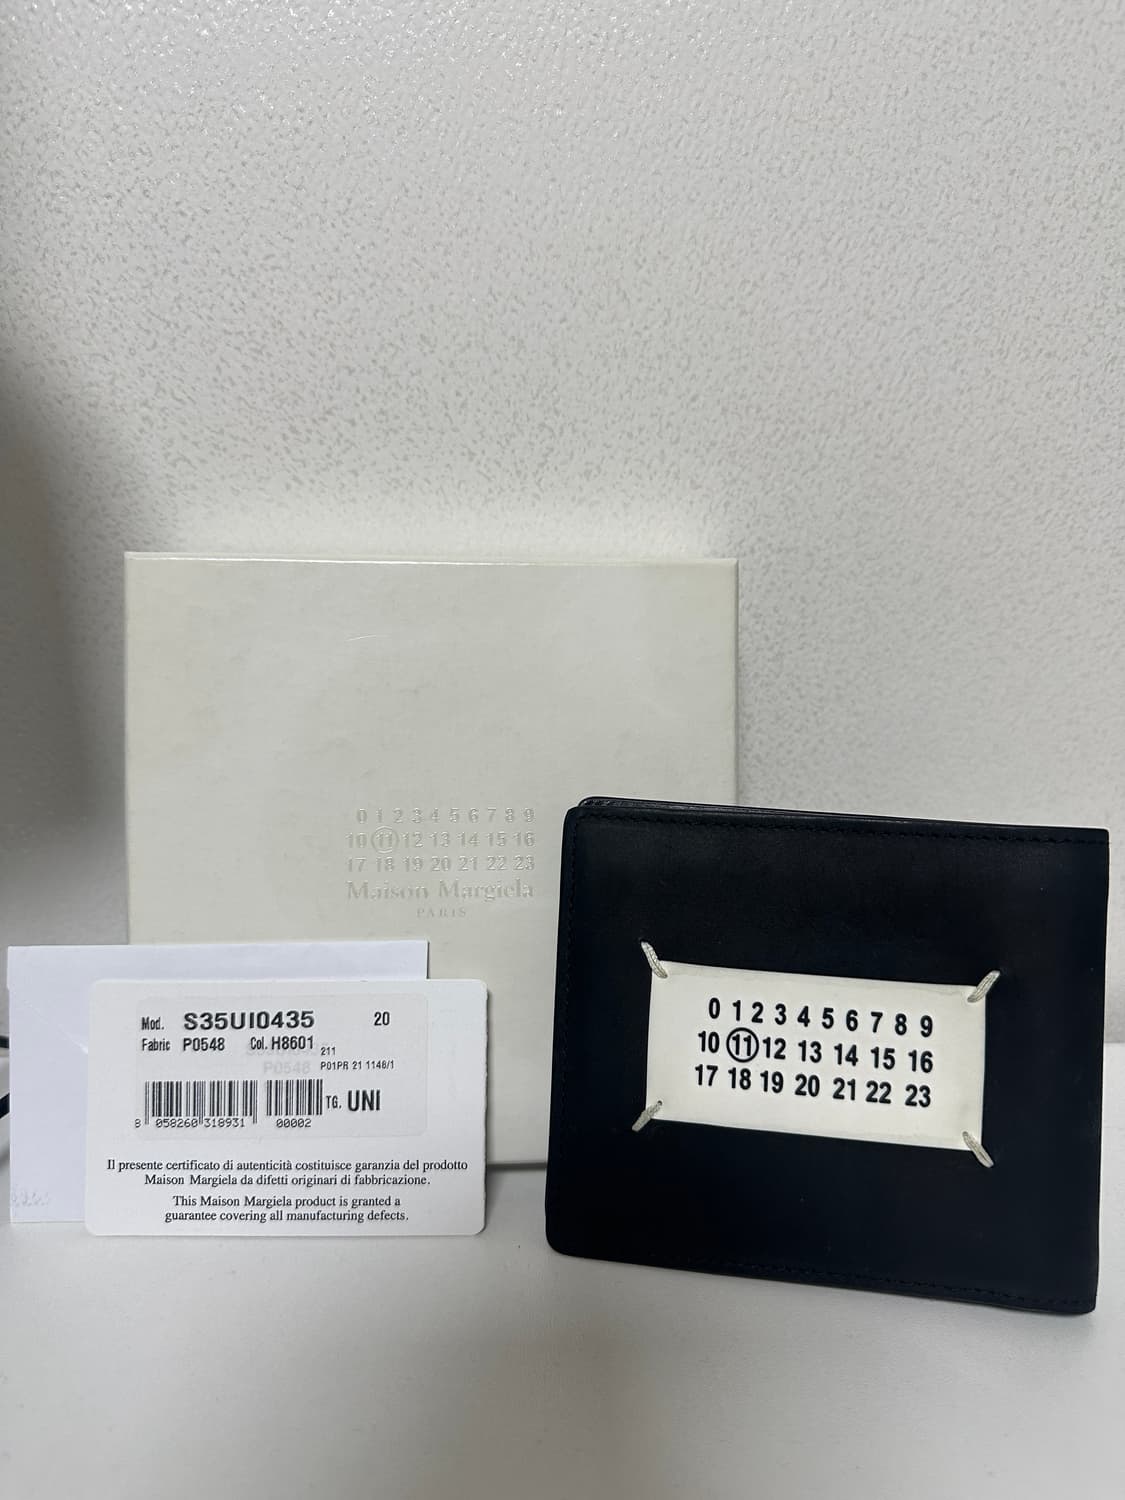 0 1 2 3 4 5 6 7 8 9
10 11 12 13 14 15 16
17 18 19 20 21 22 23
Maison Margiela
PARIS
0 1 2 3 4 5 6 7 8 9
10 11 12 13 14 15 16
17 18 19 20 21 22 23
Mod. S35UI0435 20
Fabric P0548 Col. H8601 211
P0548 P01PR 21 1148/1
TG. UNI
8 058260 318931 00002
Il presente certificato di autenticità costituisce garanzia del prodotto
Maison Margiela da difetti originari di fabbricazione.
This Maison Margiela product is granted a
guarantee covering all manufacturing defects.